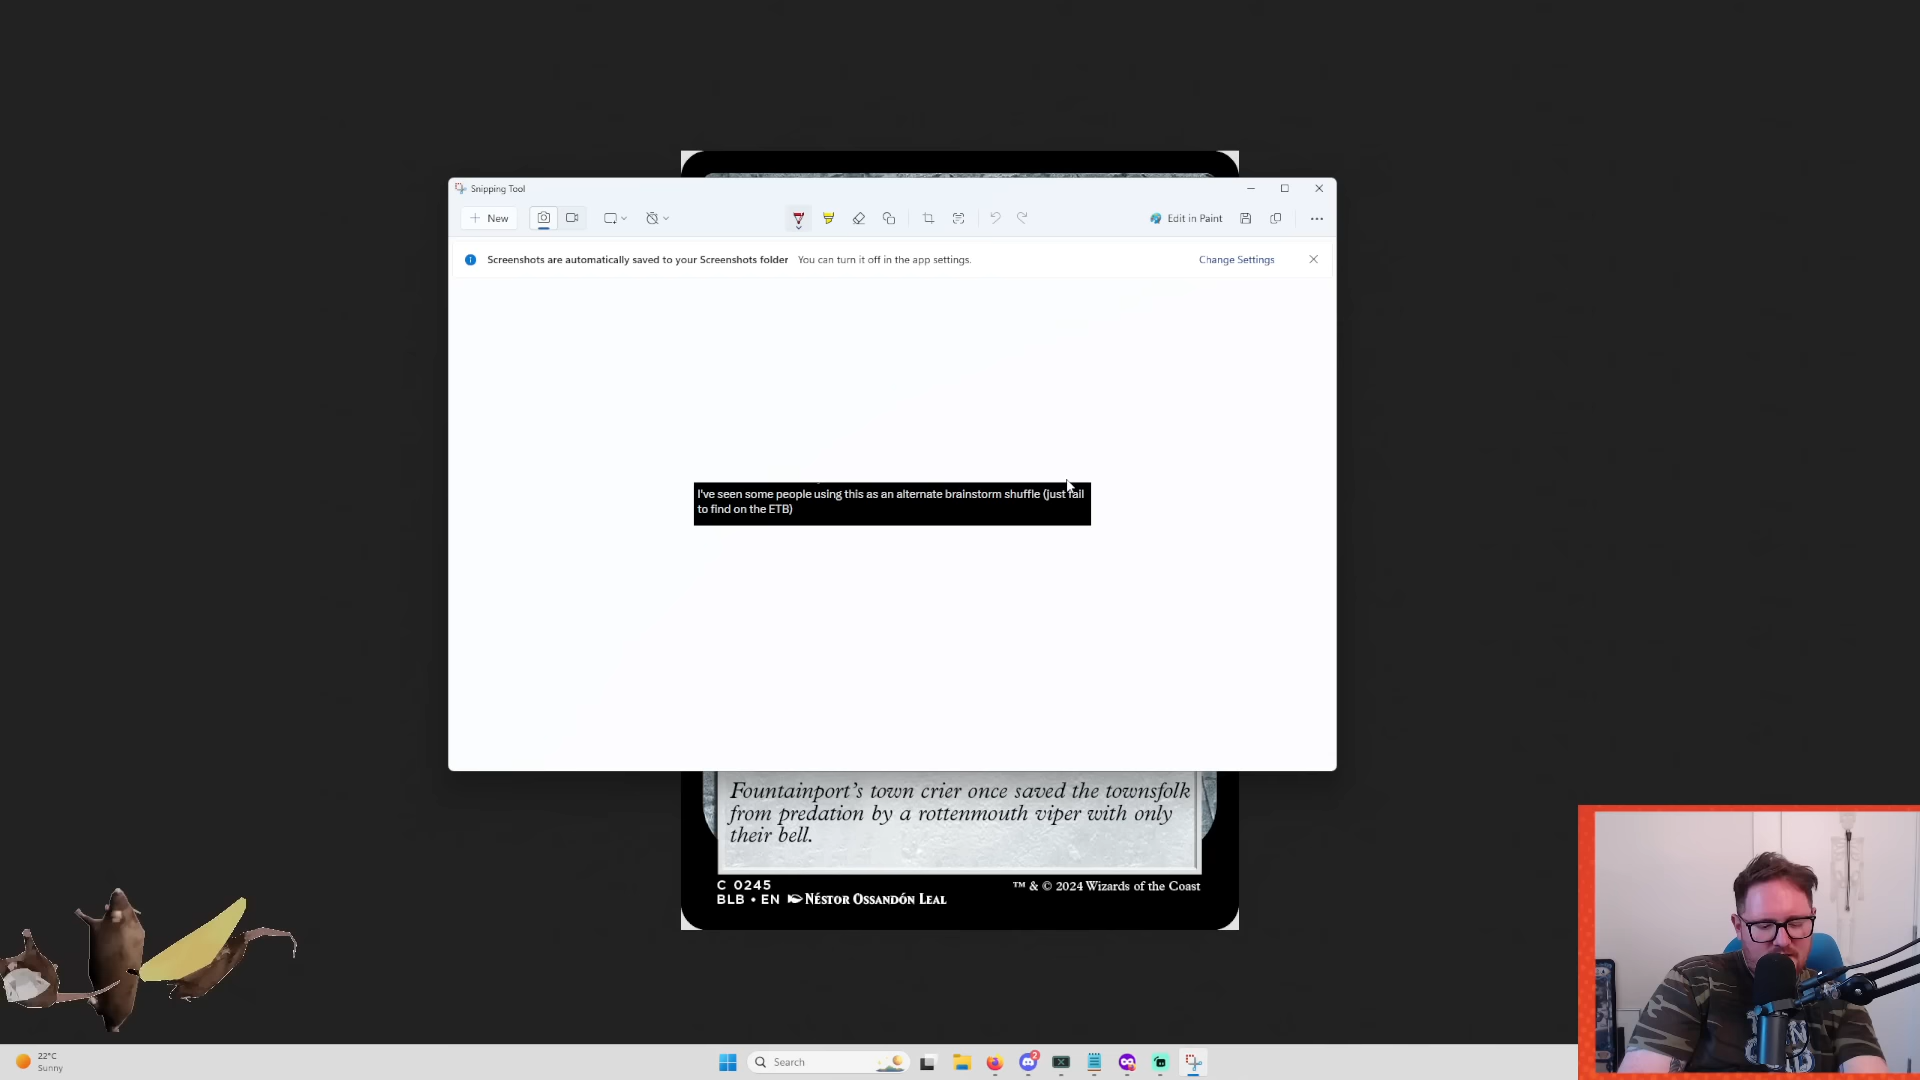 Snipping Tool
New
Edit in Paint
Screenshots are automatically saved to your Screenshots folder You can turn it off in the app settings.
Change Settings
I've seen some people using this as an alternate brainstorm shuffle (just fail
to find on the ETB)
Fountainport's town crier once saved the townsfolk
from predation by a rottenmouth viper with only
their bell.
C 0245
™ & © 2024 Wizards of the Coast
BLB • EN Néstor Ossandón Leal
22°C
Sunny
Search
2